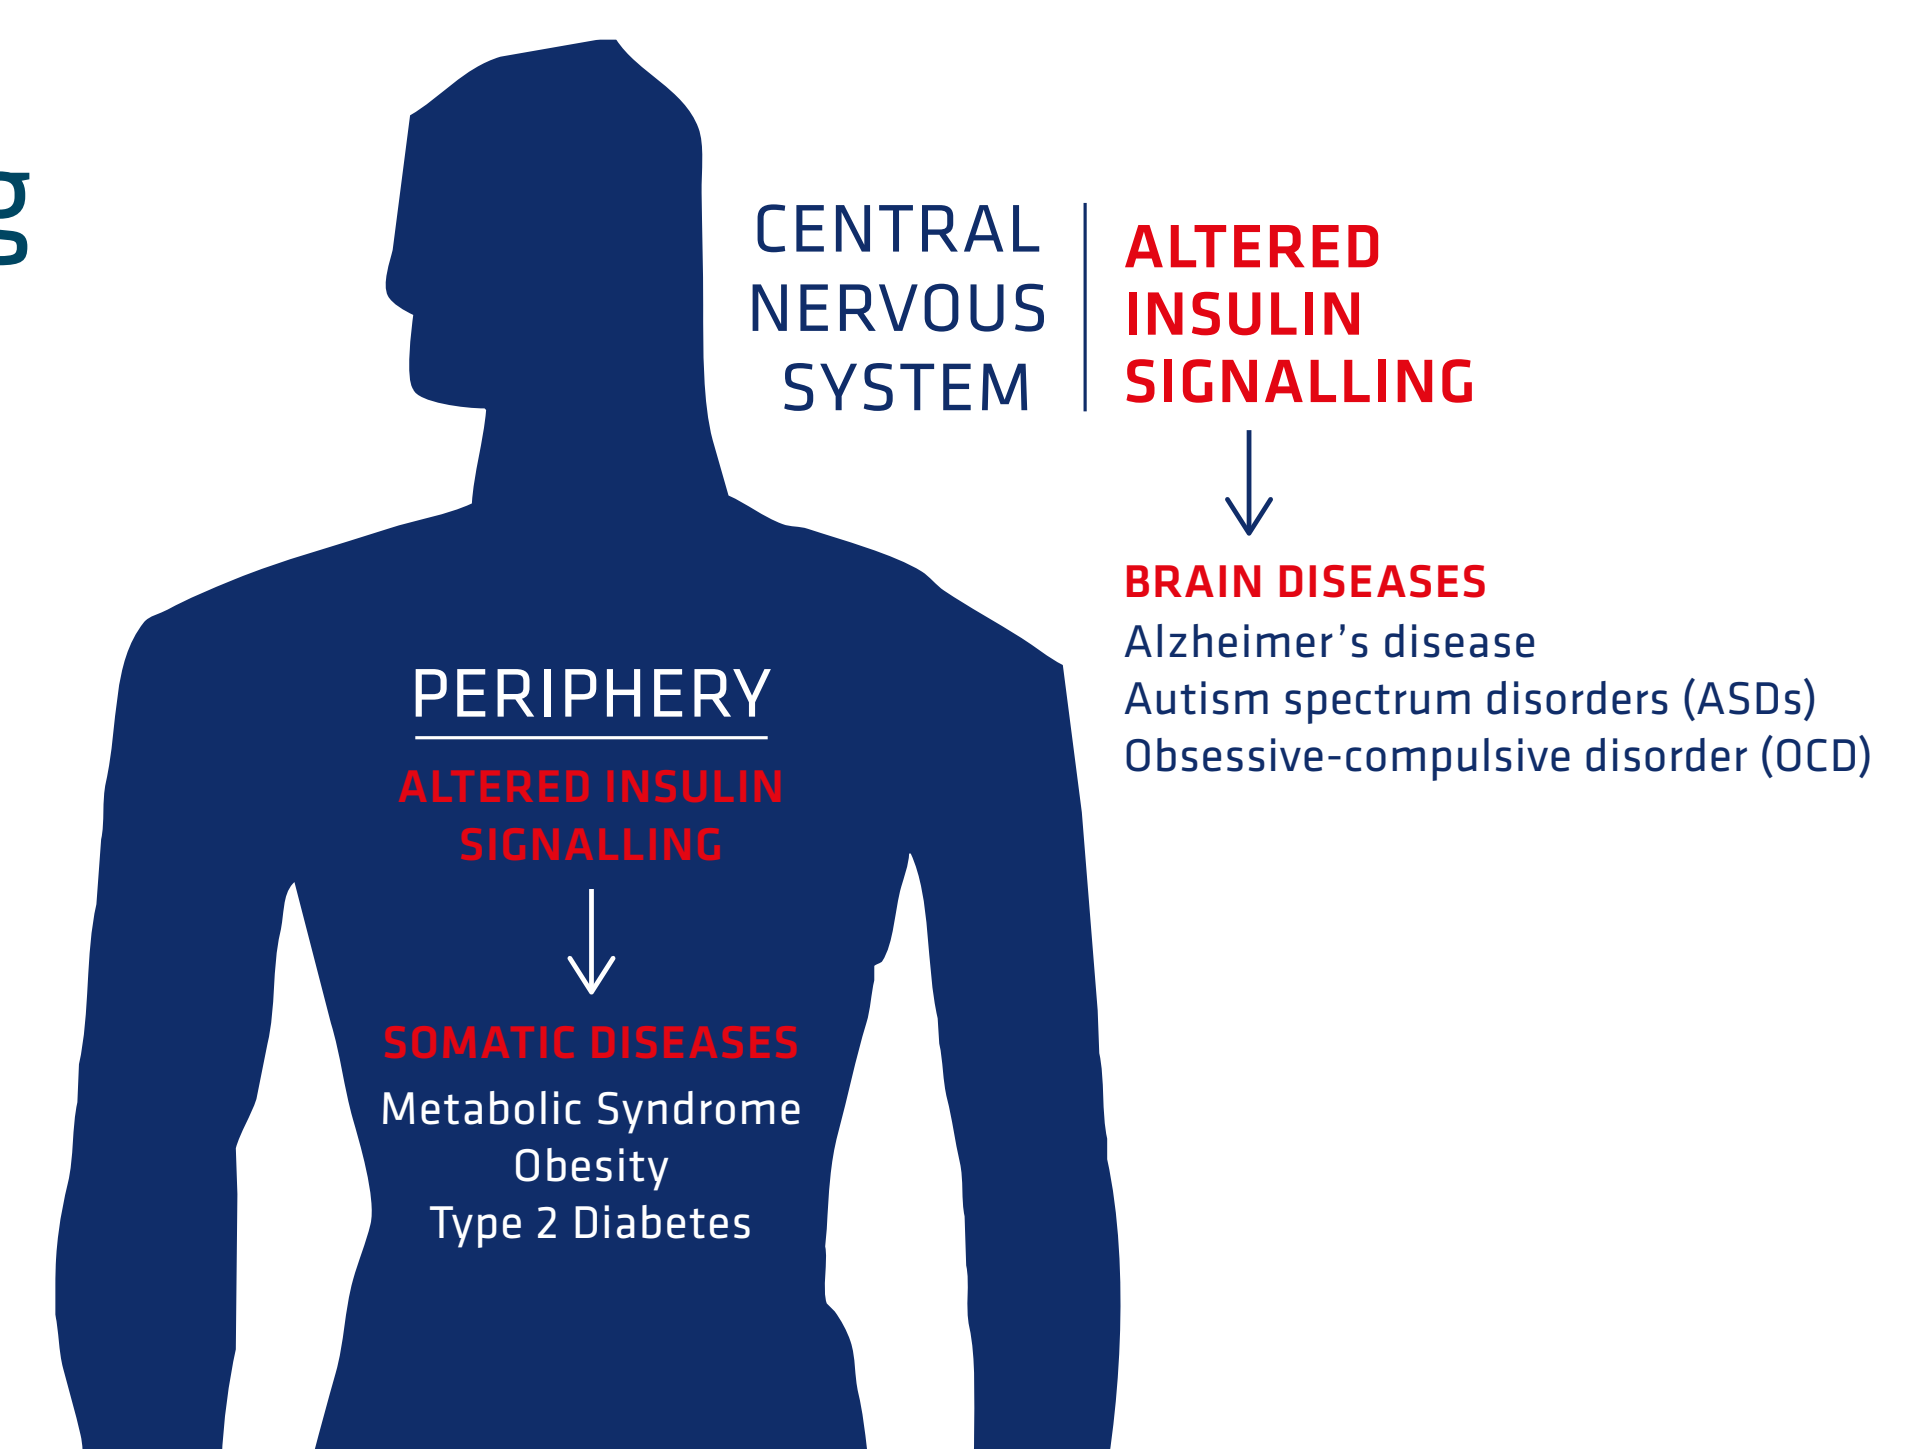 g
CENTRAL
NERVOUS
SYSTEM
ALTERED
INSULIN
SIGNALLING
BRAIN DISEASES
Alzheimer’s disease
Autism spectrum disorders (ASDs)
Obsessive-compulsive disorder (OCD)
PERIPHERY
ALTERED INSULIN
SIGNALLING
SOMATIC DISEASES
Metabolic Syndrome
Obesity
Type 2 Diabetes